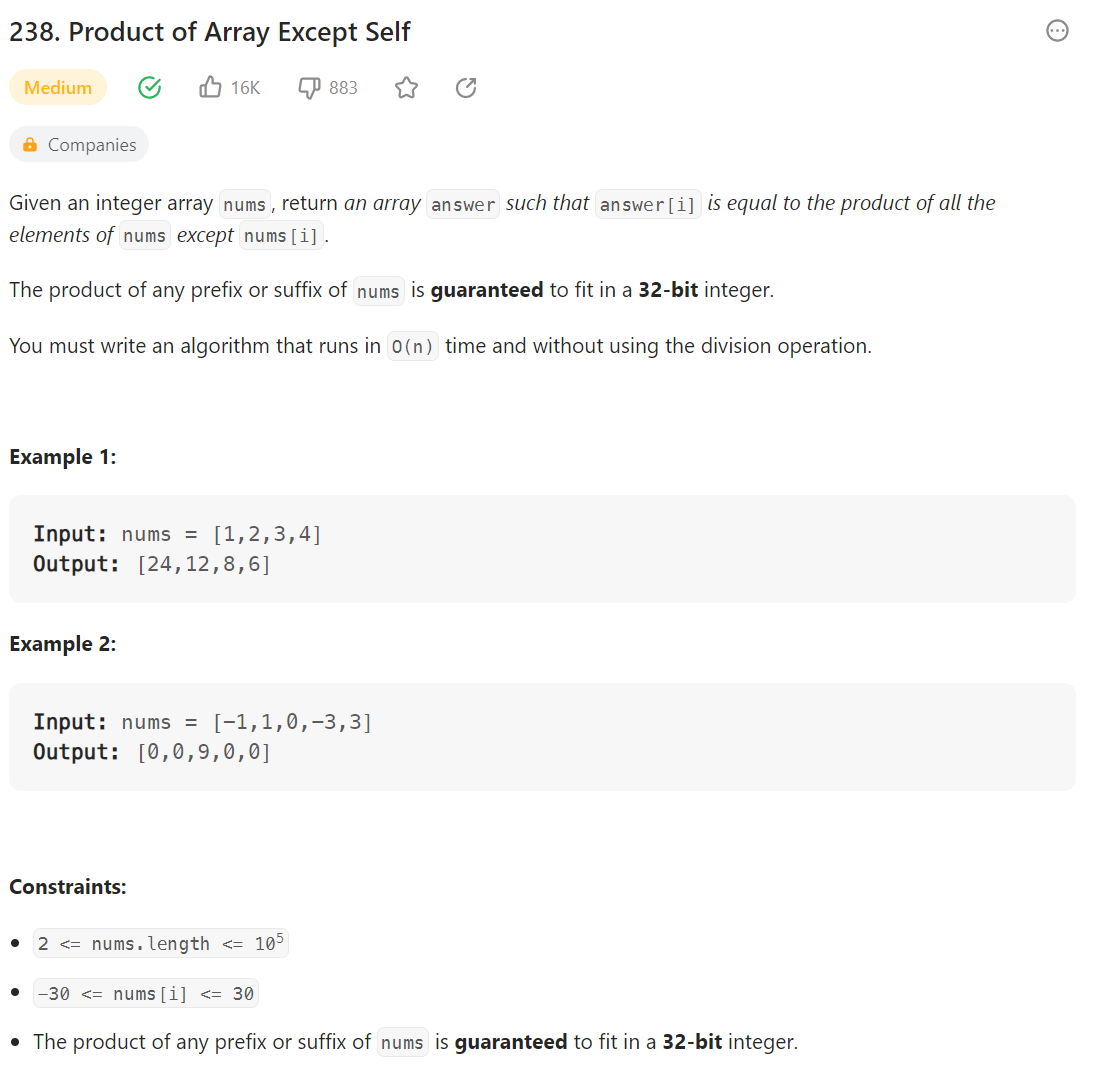 238. Product of Array Except Self
Medium 16K 883
Companies
Given an integer array nums, return an array answer such that answer[i] is equal to the product of all the
elements of nums except nums[i].
The product of any prefix or suffix of nums is guaranteed to fit in a 32-bit integer.
You must write an algorithm that runs in O(n) time and without using the division operation.
Example 1:
Input: nums = [1,2,3,4]
Output: [24,12,8,6]
Example 2:
Input: nums = [-1,1,0,-3,3]
Output: [0,0,9,0,0]
Constraints:
• 2 <= nums.length <= 10⁵
• -30 <= nums[i] <= 30
• The product of any prefix or suffix of nums is guaranteed to fit in a 32-bit integer.